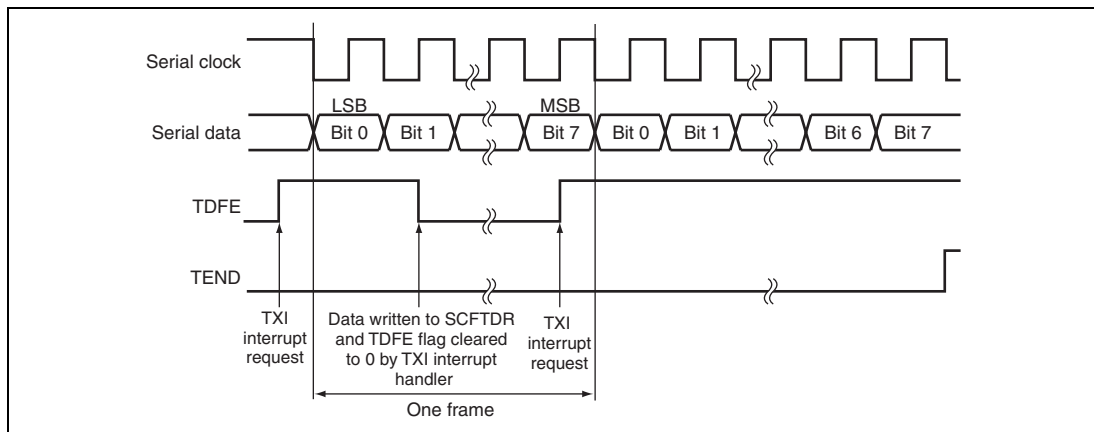 Serial clock
LSB
MSB
Serial data
Bit 0
Bit 1
Bit 7
Bit 0
Bit 1
Bit 6
Bit 7
TDFE
TEND
TXI
interrupt
request
Data written to SCFTDR
and TDFE flag cleared
to 0 by TXI interrupt
handler
TXI
interrupt
request
One frame